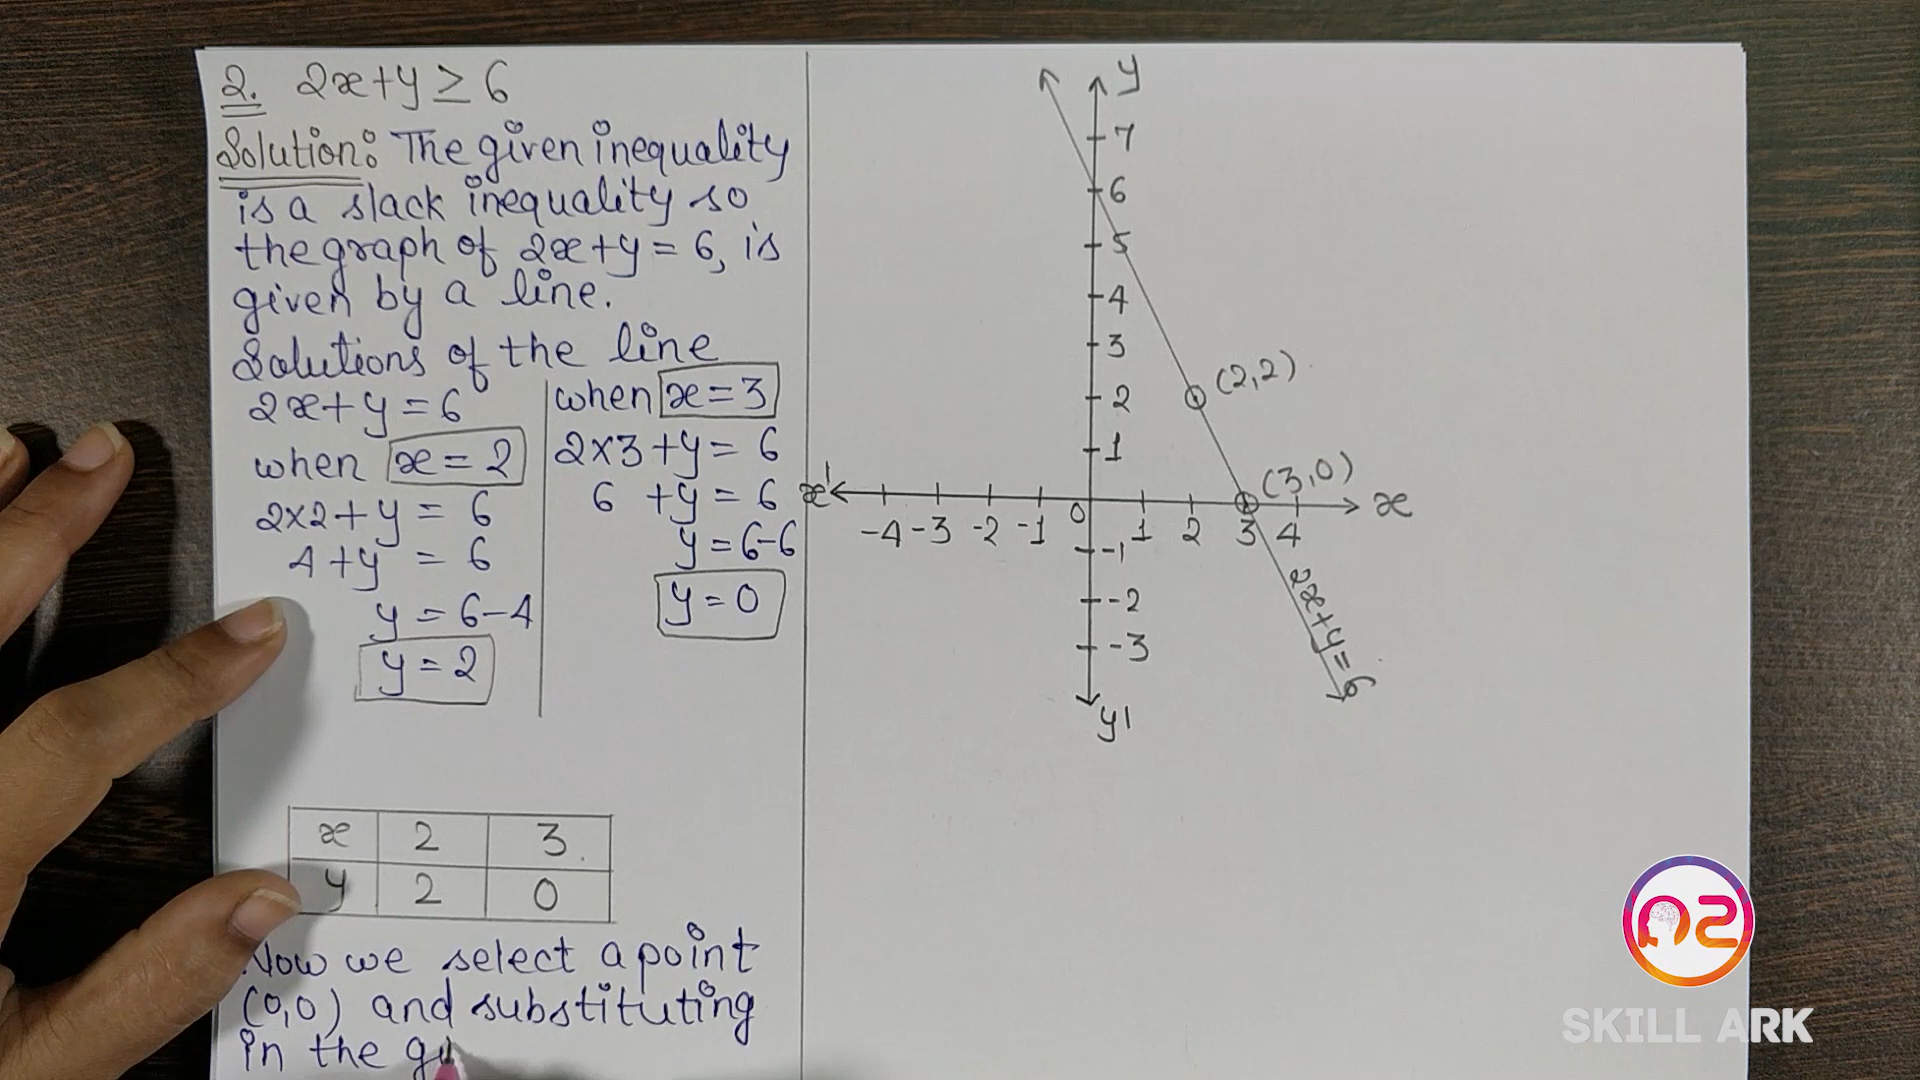 2. 2x+y ≥ 6
Solution: The given inequality
is a slack inequality so
the graph of 2x+y = 6, is
given by a line.
Solutions of the line
2x+y = 6
when x = 2
2×2+y = 6
4+y = 6
y = 6-4
y = 2
when x = 3
2×3+y = 6
6 +y = 6
y = 6-6
y = 0
x 2 3
y 2 0
Now we select a point
(0,0) and substituting
in the
y
7
6
5
4
3
2
1
(2,2)
(3,0)
x' x
-4 -3 -2 -1 0 1 2 3 4
-1
-2
-3
y'
2x+y=6
SKILL ARK